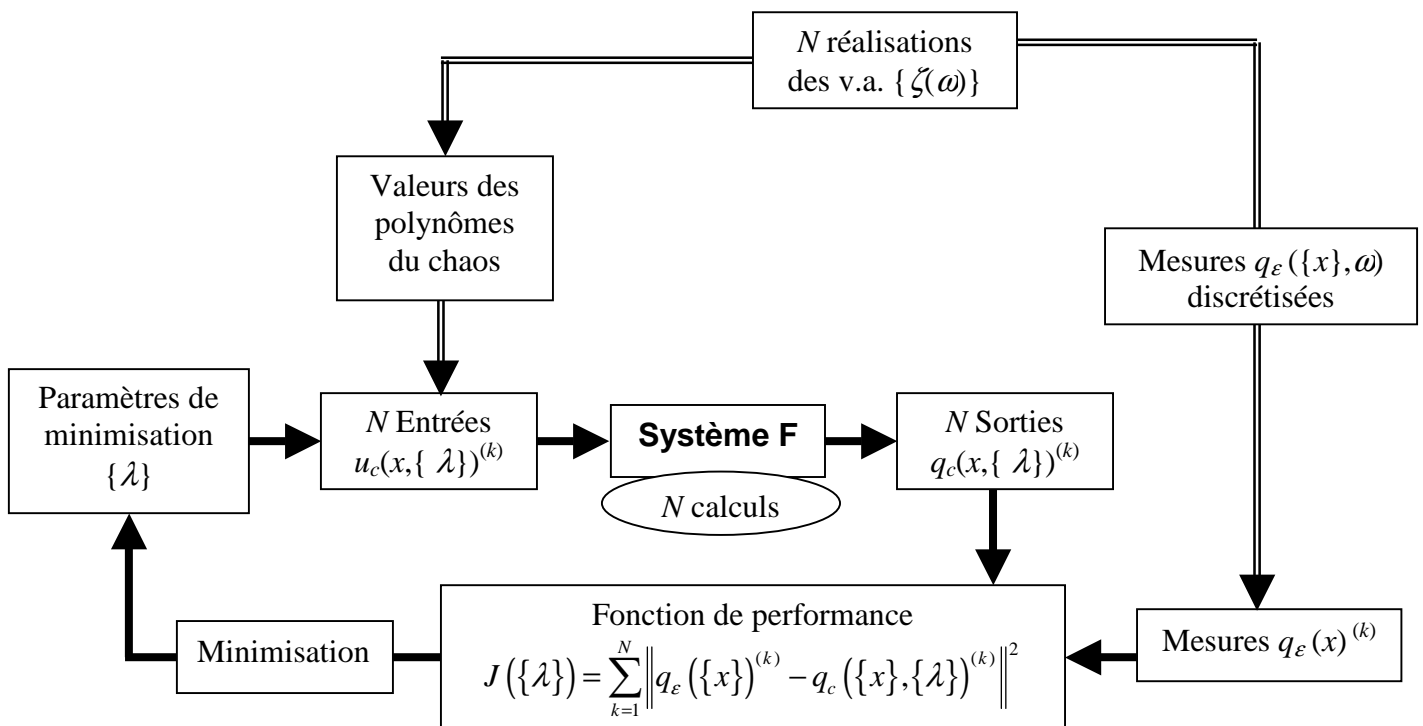 N réalisations
des v.a. {ζ(ω)}
Valeurs des
polynômes
du chaos
Mesures q_ε({x},ω)
discrétisées
Paramètres de
minimisation
{λ}
N Entrées
u_c(x,{ λ})^(k)
Système F
N calculs
N Sorties
q_c(x,{ λ})^(k)
Minimisation
Fonction de performance
J({λ}) = ∑_{k=1}^{N} ‖q_ε({x})^(k) − q_c({x},{λ})^(k)‖²
Mesures q_ε(x)^(k)